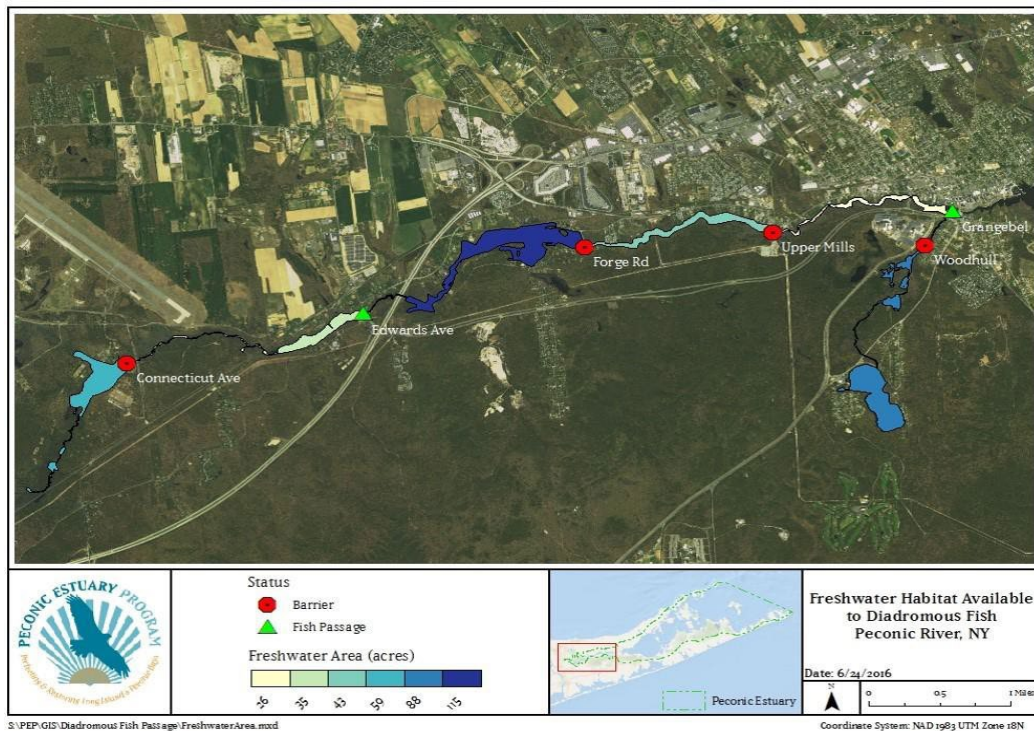 Grangebel
Upper Mills
Forge Rd
Woodhull
Edwards Ave
Connecticut Ave
PECONIC ESTUARY PROGRAM
Status
Barrier
Fish Passage
Freshwater Area (acres)
26
35
43
59
88
115
Peconic Estuary
Freshwater Habitat Available
to Diadromous Fish
Peconic River, NY
Date: 6/24/2016
N
0 0.5 1 Miles
S:\PEP\GIS\Diadromous Fish Passage\FreshwaterArea.mxd
Coordinate System: NAD 1983 UTM Zone 18N